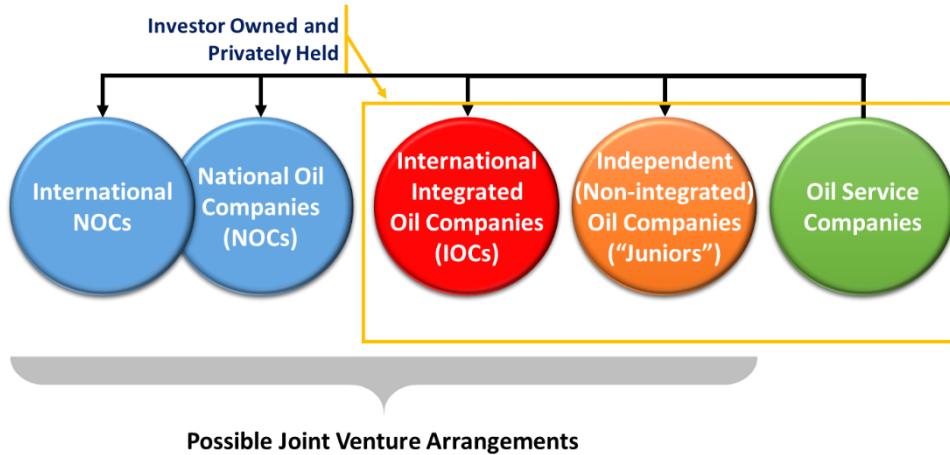 Investor Owned and
Privately Held
International
NOCs
National Oil
Companies
(NOCs)
International
Integrated
Oil Companies
(IOCs)
Independent
(Non-integrated)
Oil Companies
(“Juniors”)
Oil Service
Companies
Possible Joint Venture Arrangements